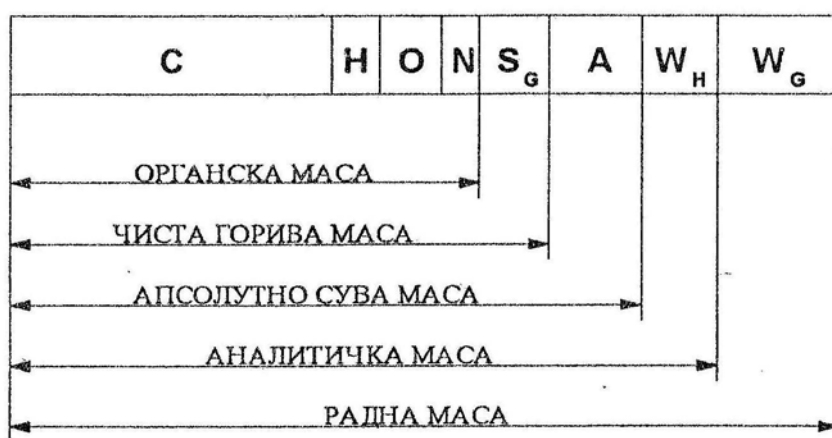 C H O N S_G A W_H W_G
ОРГАНСКА МАСА
ЧИСТА ГОРИВА МАСА
АПСОЛУТНО СУВА МАСА
АНАЛИТИЧКА МАСА
РАДНА МАСА